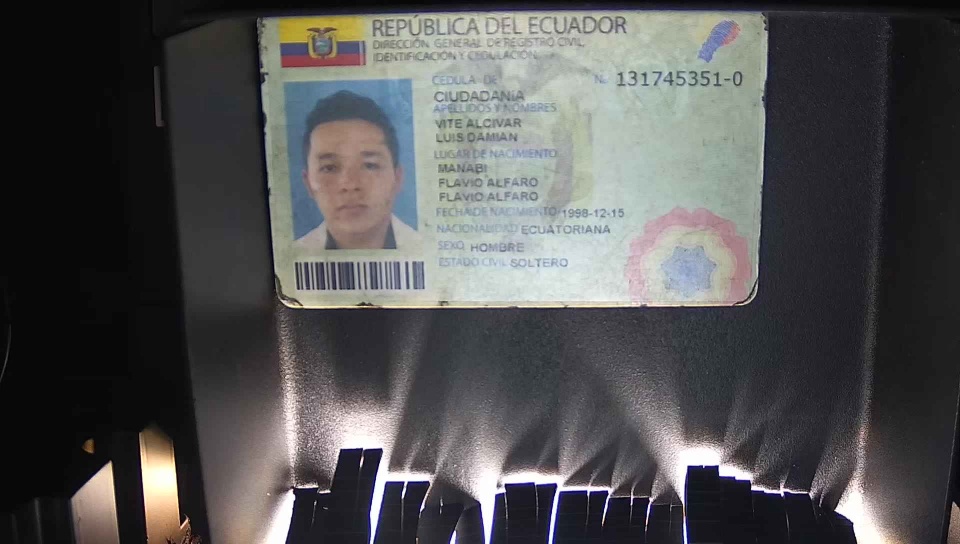 REPÚBLICA DEL ECUADOR
DIRECCIÓN GENERAL DE REGISTRO CIVIL,
IDENTIFICACIÓN Y CEDULACIÓN
CÉDULA DE N. 131745351-0
CIUDADANÍA
APELLIDOS Y NOMBRES
VITE ALCIVAR
LUIS DAMIAN
LUGAR DE NACIMIENTO
MANABI
FLAVIO ALFARO
FLAVIO ALFARO
FECHA DE NACIMIENTO 1998-12-15
NACIONALIDAD ECUATORIANA
SEXO HOMBRE
ESTADO CIVIL SOLTERO